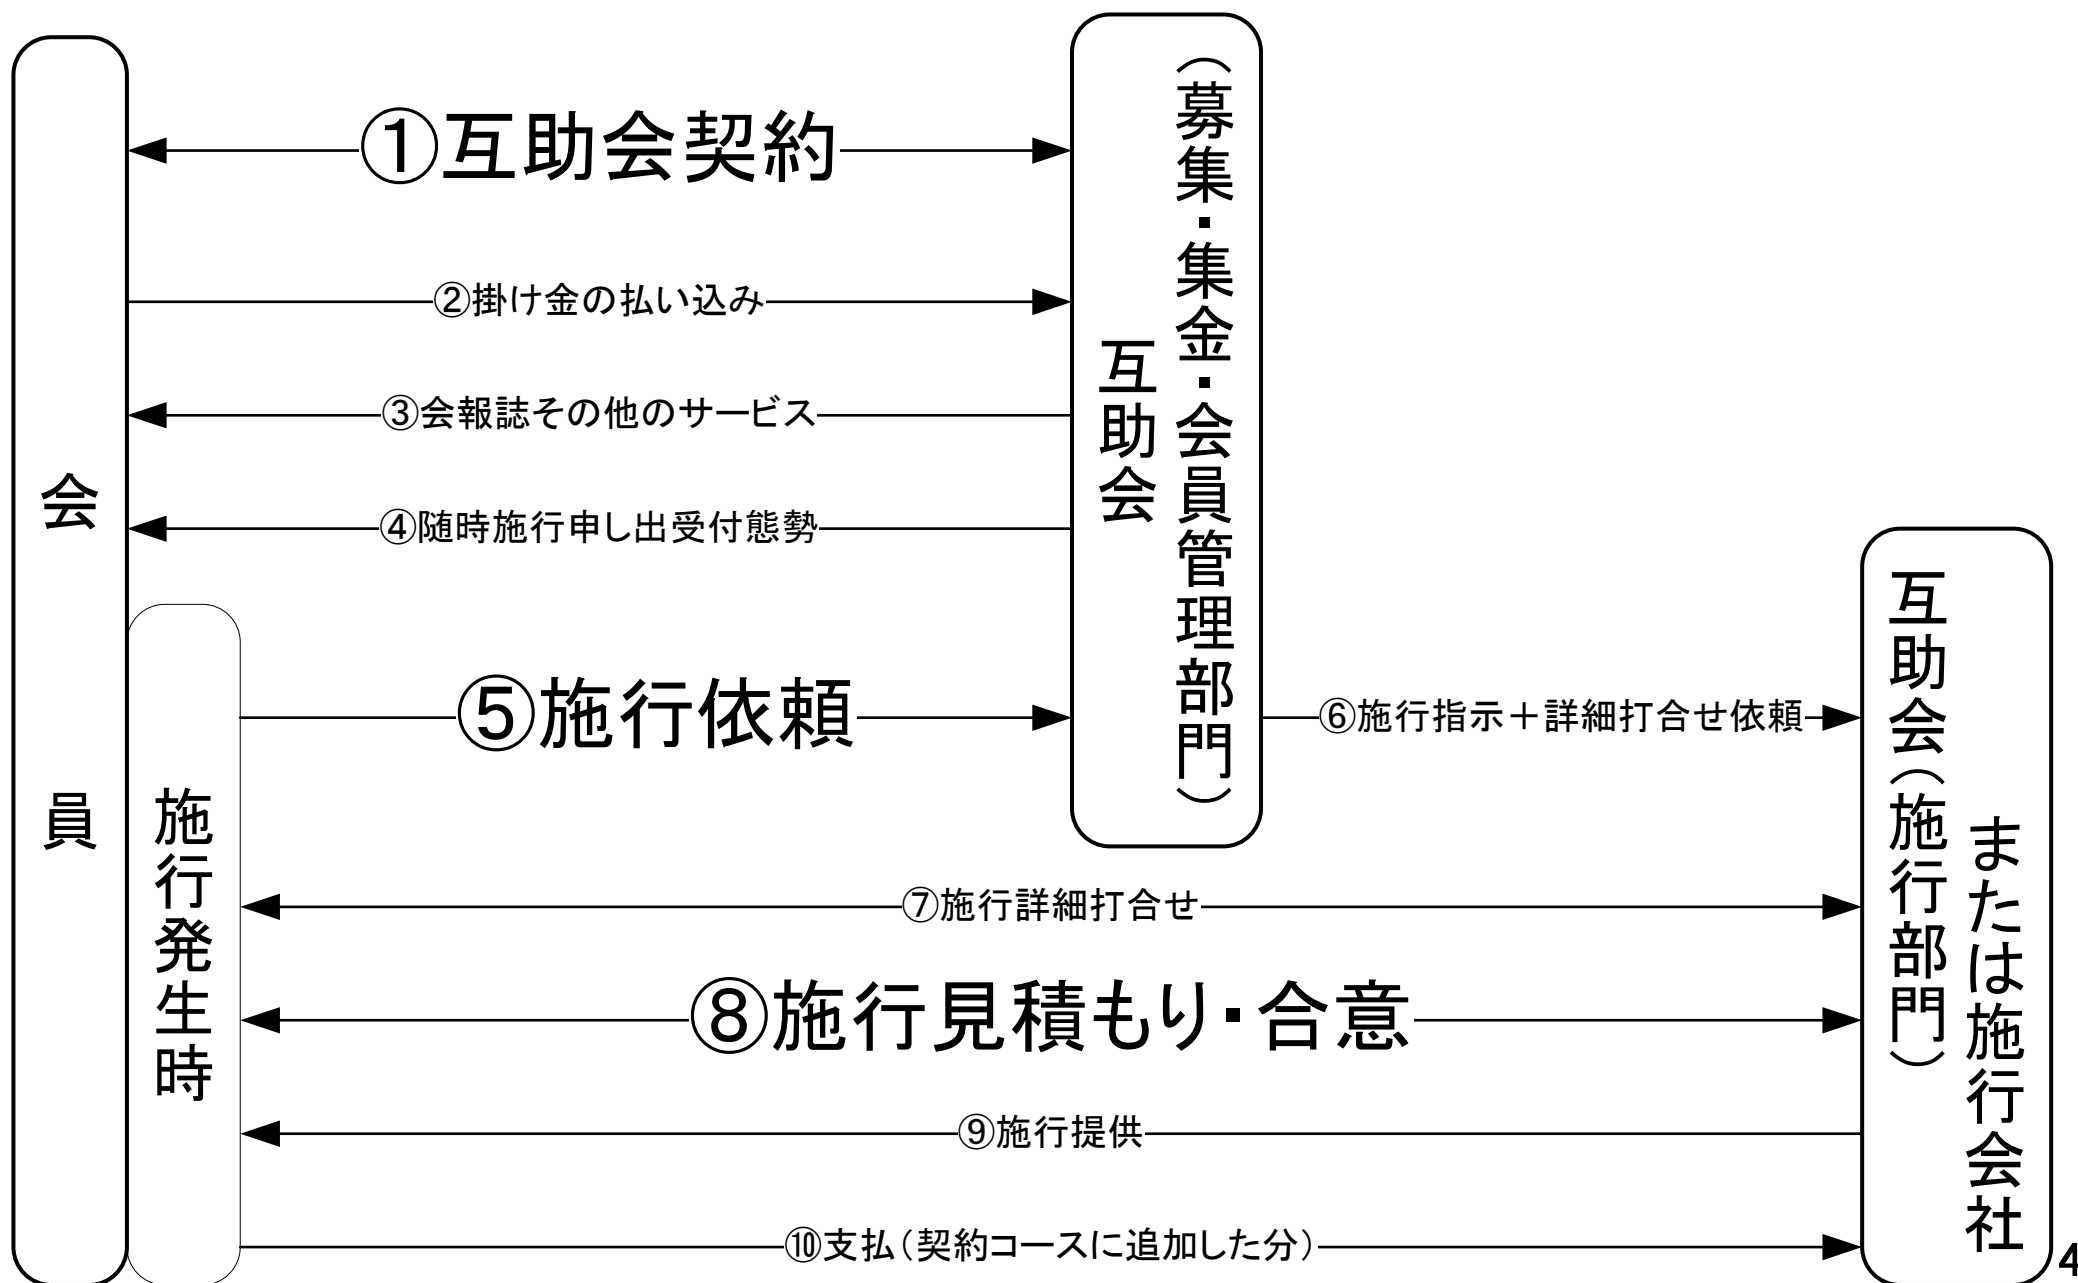 会員
①互助会契約
②掛け金の払い込み
③会報誌その他のサービス
④随時施行申し出受付態勢
施行発生時
⑤施行依頼
(募集・集金・会員管理部門)
互助会
⑥施行指示+詳細打合せ依頼
互助会(施行部門)
または施行会社
⑦施行詳細打合せ
⑧施行見積もり・合意
⑨施行提供
⑩支払(契約コースに追加した分)
4